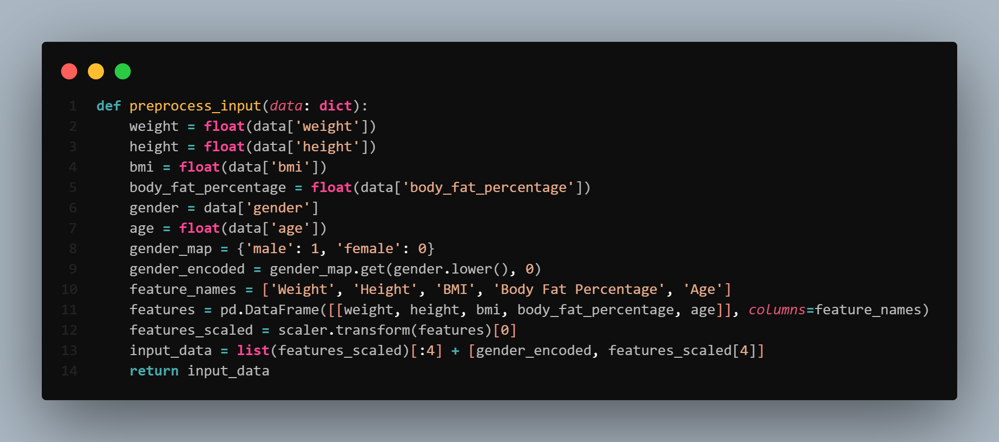 1 def preprocess_input(data: dict):
2     weight = float(data['weight'])
3     height = float(data['height'])
4     bmi = float(data['bmi'])
5     body_fat_percentage = float(data['body_fat_percentage'])
6     gender = data['gender']
7     age = float(data['age'])
8     gender_map = {'male': 1, 'female': 0}
9     gender_encoded = gender_map.get(gender.lower(), 0)
10     feature_names = ['Weight', 'Height', 'BMI', 'Body Fat Percentage', 'Age']
11     features = pd.DataFrame([[weight, height, bmi, body_fat_percentage, age]], columns=feature_names)
12     features_scaled = scaler.transform(features)[0]
13     input_data = list(features_scaled)[:4] + [gender_encoded, features_scaled[4]]
14     return input_data